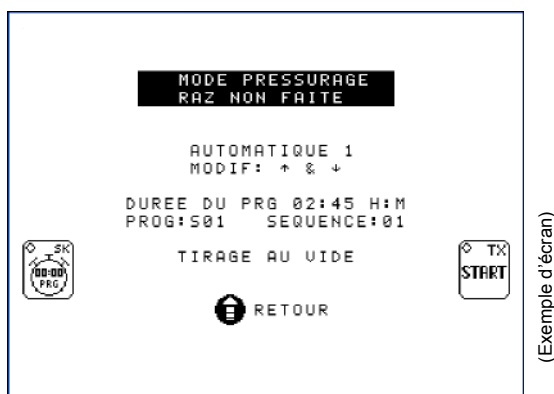 MODE PRESSURAGE
RAZ NON FAITE
AUTOMATIQUE 1
MODIF: ↑ & ↓
DUREE DU PRG 02:45 H:M
PROG:S01 SEQUENCE:01
SK
00:00
PRG
TIRAGE AU VIDE
TX
START
RETOUR
(Exemple d'écran)